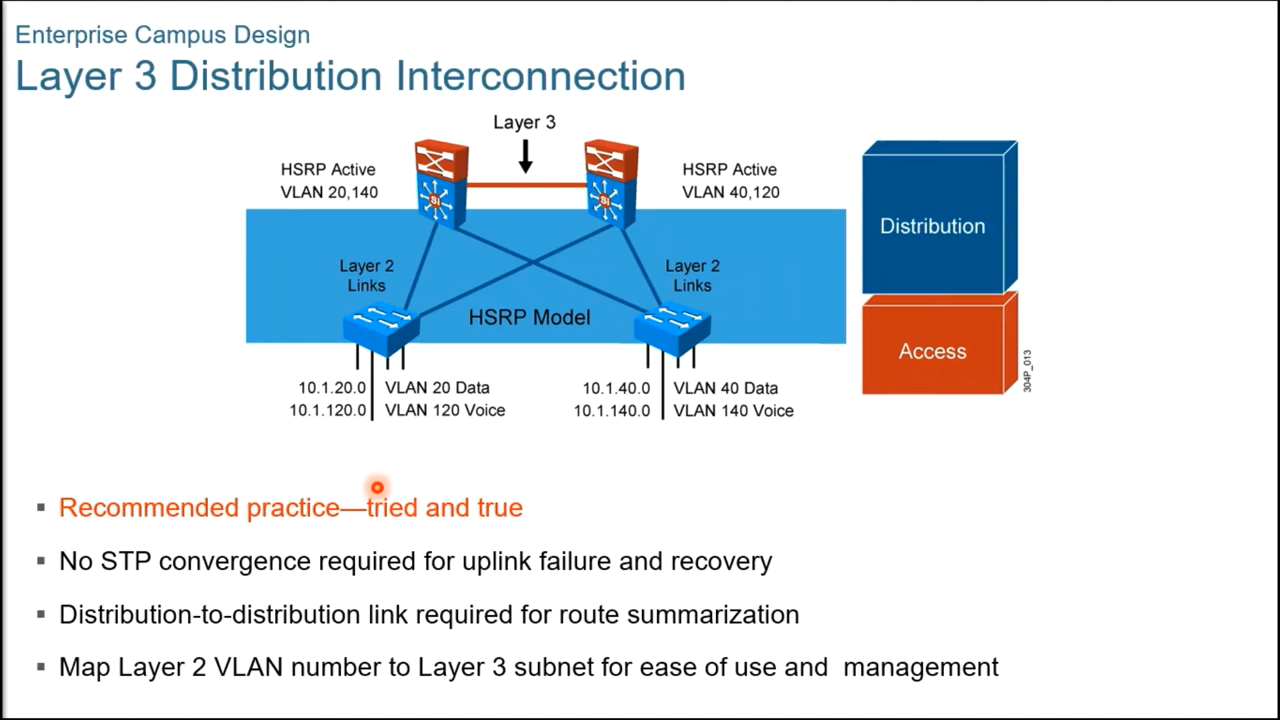 Enterprise Campus Design
Layer 3 Distribution Interconnection
Layer 3
HSRP Active
VLAN 20,140
HSRP Active
VLAN 40,120
Si
Si
Distribution
Layer 2
Links
Layer 2
Links
HSRP Model
Access
304P_013
10.1.20.0 VLAN 20 Data
10.1.120.0 VLAN 120 Voice
10.1.40.0 VLAN 40 Data
10.1.140.0 VLAN 140 Voice
▪ Recommended practice—tried and true
▪ No STP convergence required for uplink failure and recovery
▪ Distribution-to-distribution link required for route summarization
▪ Map Layer 2 VLAN number to Layer 3 subnet for ease of use and management